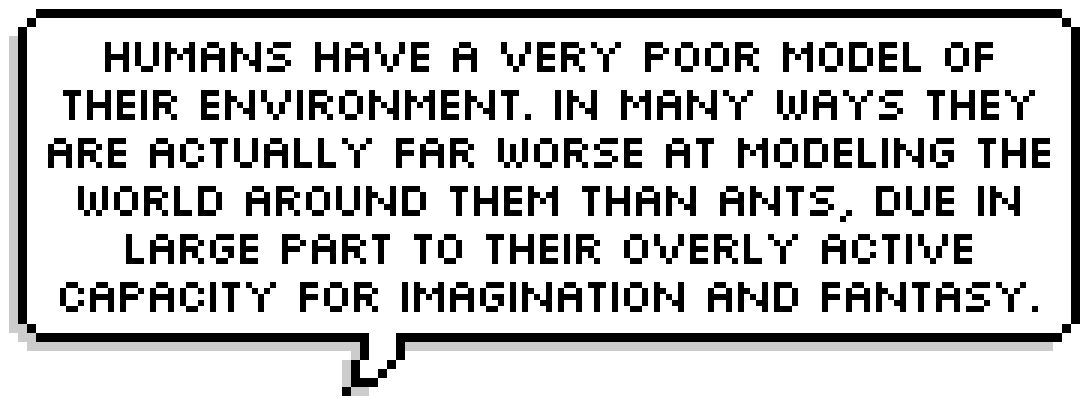 HUMANS HAVE A VERY POOR MODEL OF
THEIR ENVIRONMENT. IN MANY WAYS THEY
ARE ACTUALLY FAR WORSE AT MODELING THE
WORLD AROUND THEM THAN ANTS, DUE IN
LARGE PART TO THEIR OVERLY ACTIVE
CAPACITY FOR IMAGINATION AND FANTASY.